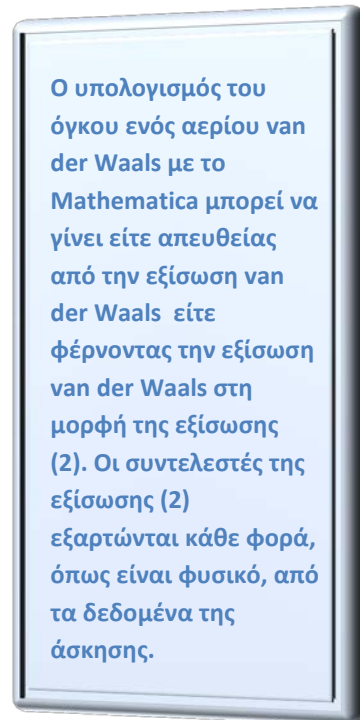 Ο υπολογισμός του
όγκου ενός αερίου van
der Waals με το
Mathematica μπορεί να
γίνει είτε απευθείας
από την εξίσωση van
der Waals είτε
φέρνοντας την εξίσωση
van der Waals στη
μορφή της εξίσωσης
(2). Οι συντελεστές της
εξίσωσης (2)
εξαρτώνται κάθε φορά,
όπως είναι φυσικό, από
τα δεδομένα της
άσκησης.